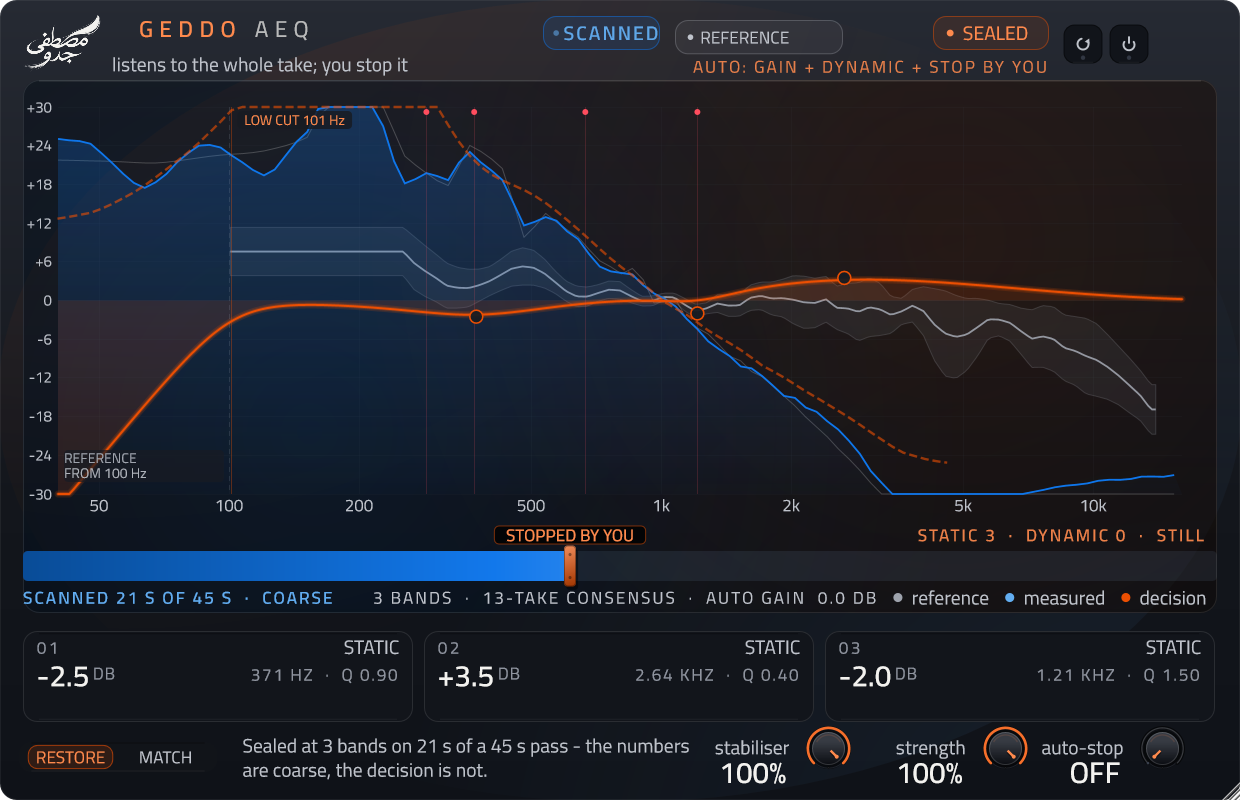 مصطفى
جدو
GEDDO AEQ
listens to the whole take; you stop it
SCANNED
REFERENCE
SEALED
AUTO: GAIN + DYNAMIC + STOP BY YOU
+30
LOW CUT 101 Hz
+24
+18
+12
+6
0
-6
-12
-18
-24
REFERENCE
FROM 100 Hz
-30
50 100 200 500 1k 2k 5k 10k
STOPPED BY YOU
STATIC 3 · DYNAMIC 0 · STILL
SCANNED 21 S OF 45 S · COARSE 3 BANDS · 13-TAKE CONSENSUS · AUTO GAIN 0.0 DB reference measured decision
01 STATIC
-2.5 DB 371 HZ · Q 0.90
02 STATIC
+3.5 DB 2.64 KHZ · Q 0.40
03 STATIC
-2.0 DB 1.21 KHZ · Q 1.50
RESTORE MATCH
Sealed at 3 bands on 21 s of a 45 s pass - the numbers
are coarse, the decision is not.
stabiliser
100%
strength
100%
auto-stop
OFF